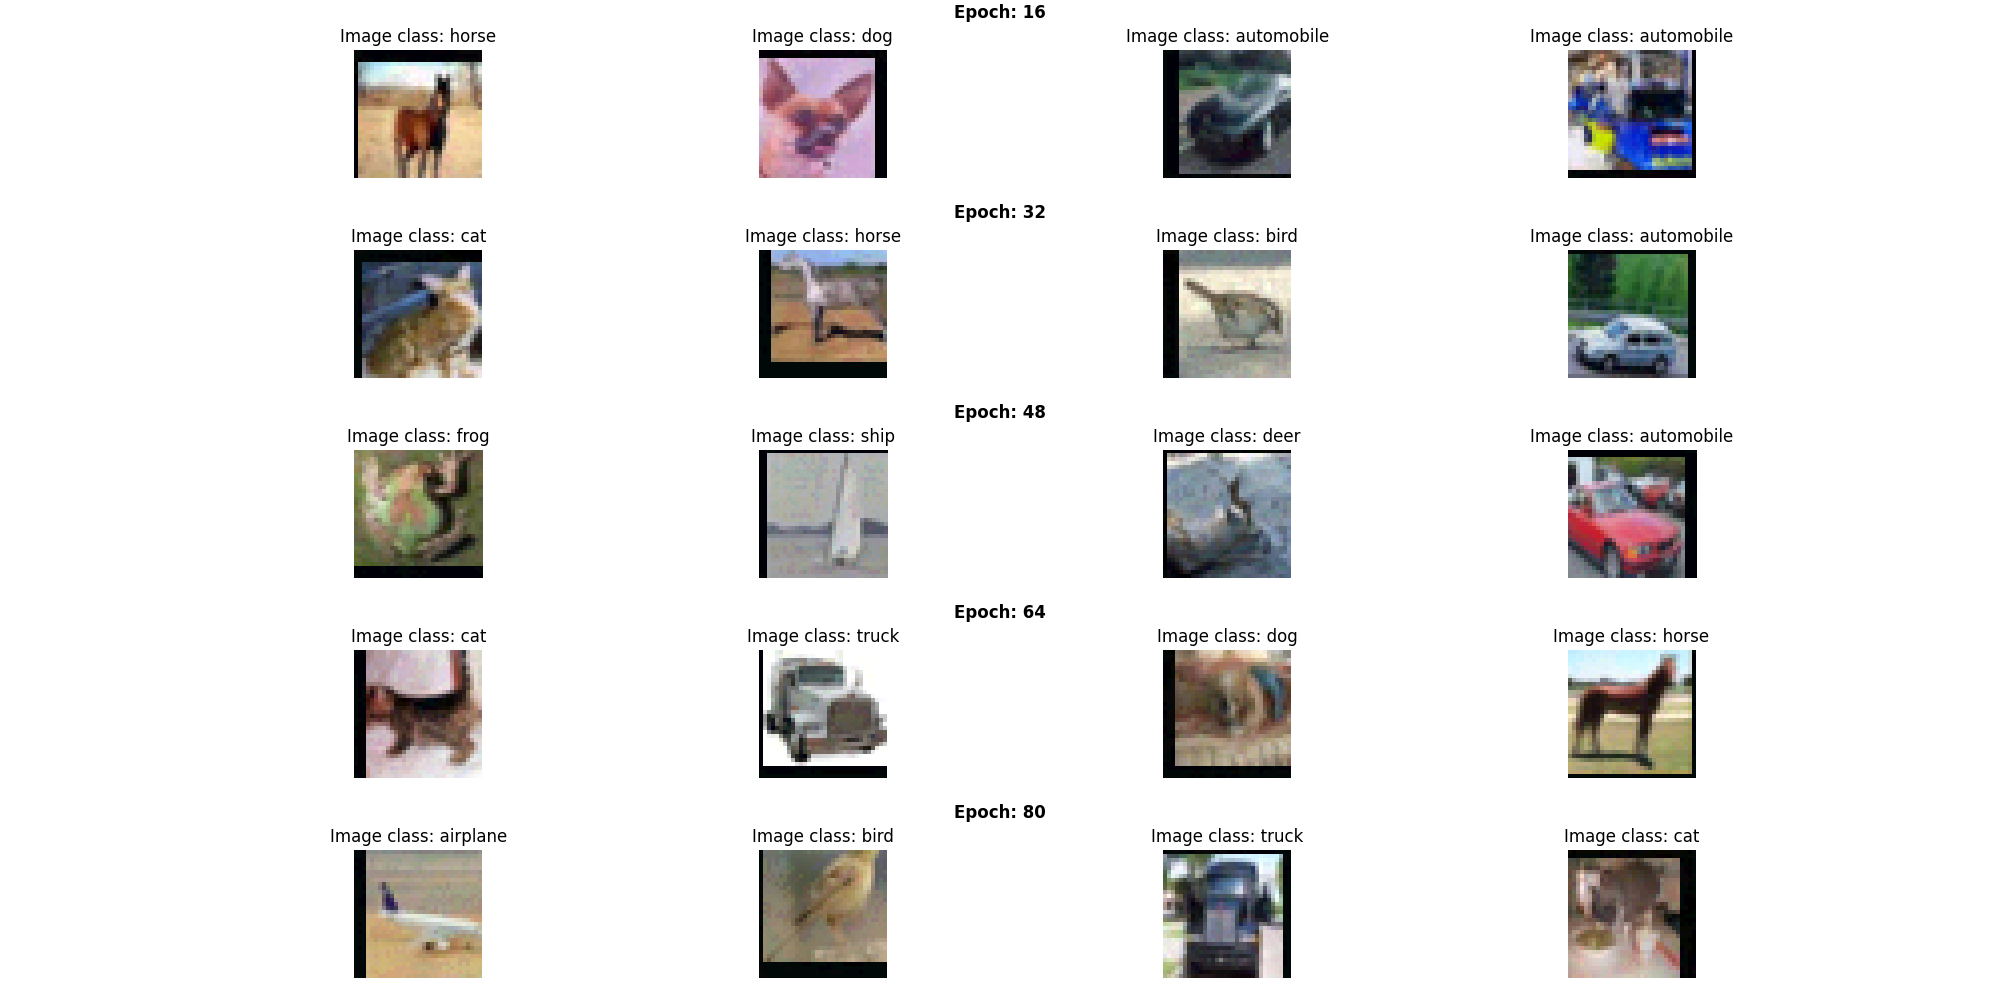 Epoch: 16
Image class: horse
Image class: dog
Image class: automobile
Image class: automobile
Epoch: 32
Image class: cat
Image class: horse
Image class: bird
Image class: automobile
Epoch: 48
Image class: frog
Image class: ship
Image class: deer
Image class: automobile
Epoch: 64
Image class: cat
Image class: truck
Image class: dog
Image class: horse
Epoch: 80
Image class: airplane
Image class: bird
Image class: truck
Image class: cat